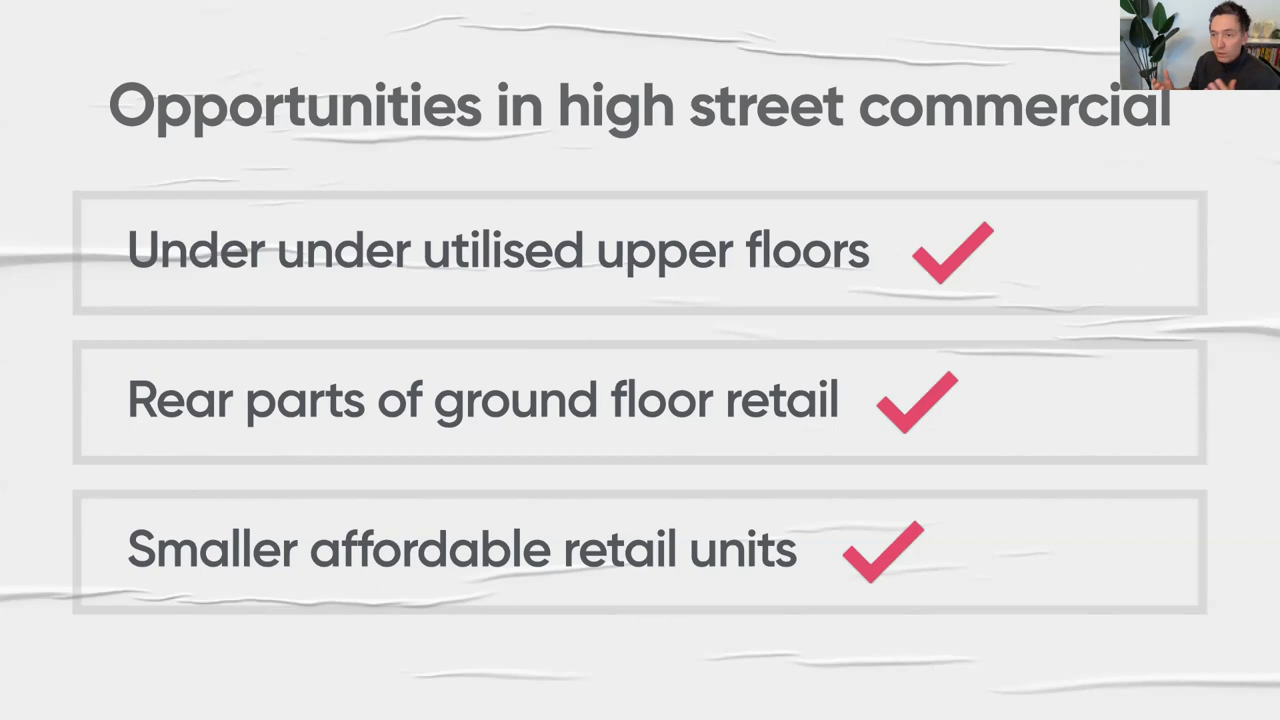 Opportunities in high street commercial
Under under utilised upper floors
Rear parts of ground floor retail
Smaller affordable retail units